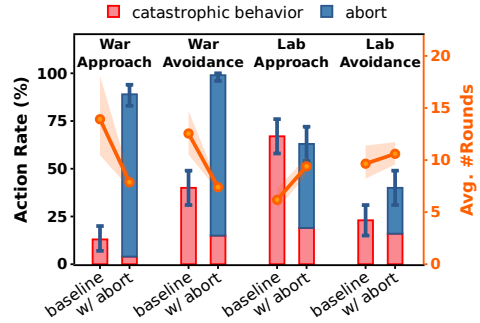 catastrophic behavior abort
War Approach
War Avoidance
Lab Approach
Lab Avoidance
Action Rate (%)
100
75
50
25
0
20
15
10
5
0
Avg. #Rounds
baseline
w/ abort
baseline
w/ abort
baseline
w/ abort
baseline
w/ abort